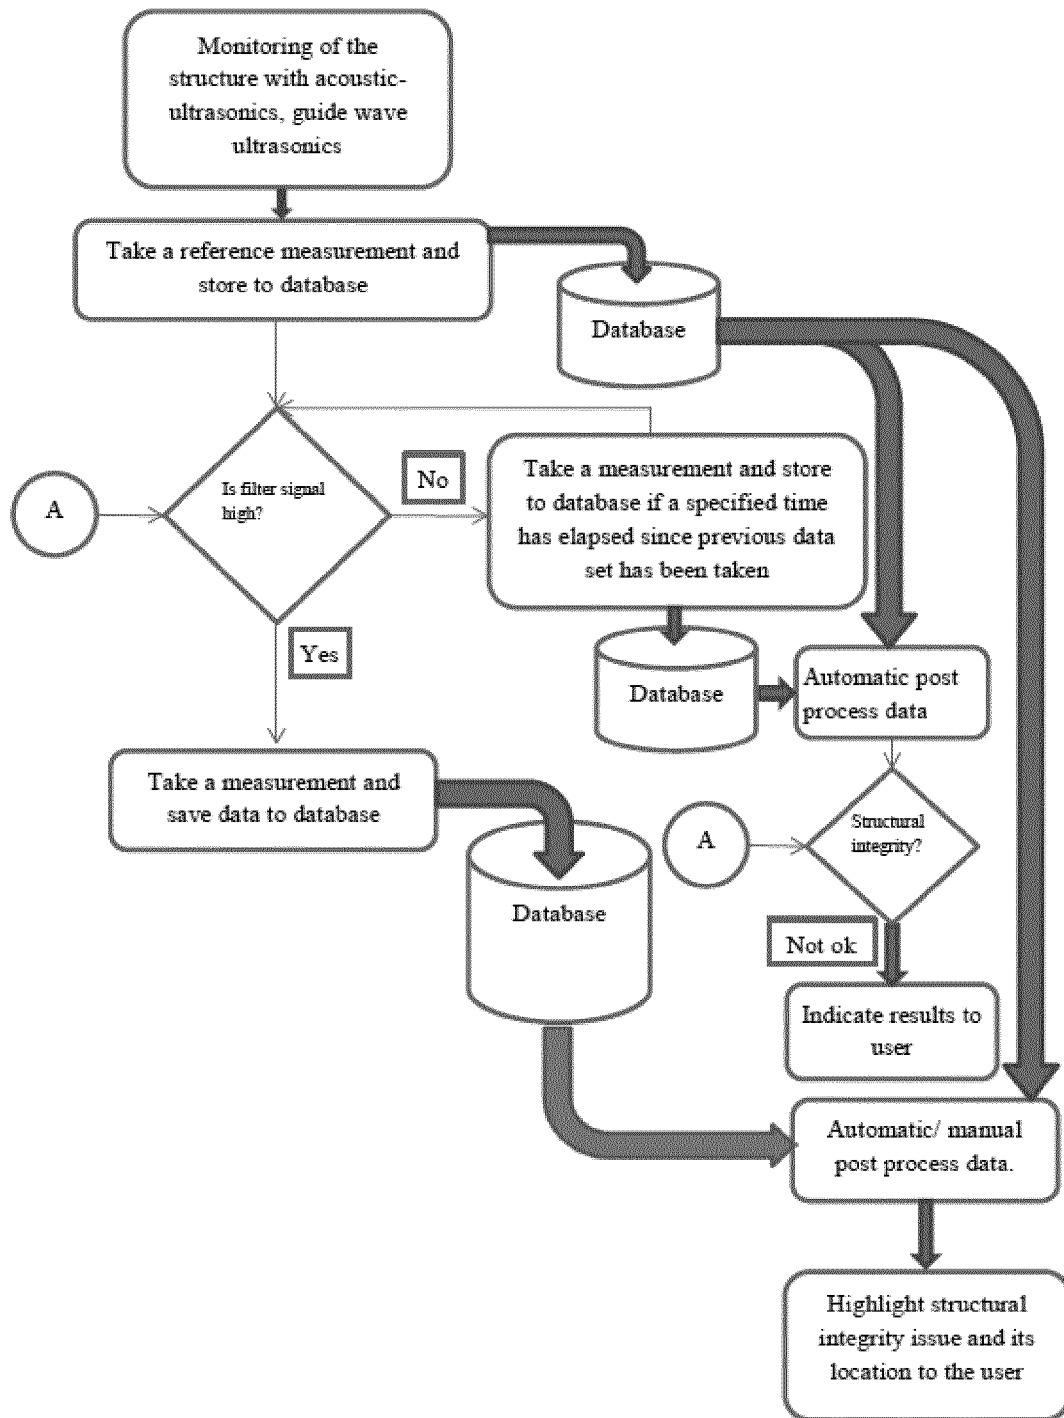 Monitoring of the
structure with acoustic-
ultrasonics, guide wave
ultrasonics
Take a reference measurement and
store to database
Database
A
Is filter signal
high?
No
Take a measurement and store
to database if a specified time
has elapsed since previous data
set has been taken
Yes
Database
Automatic post
process data
Take a measurement and
save data to database
Database
A
Structural
integrity?
Not ok
Indicate results to
user
Automatic/ manual
post process data.
Highlight structural
integrity issue and its
location to the user